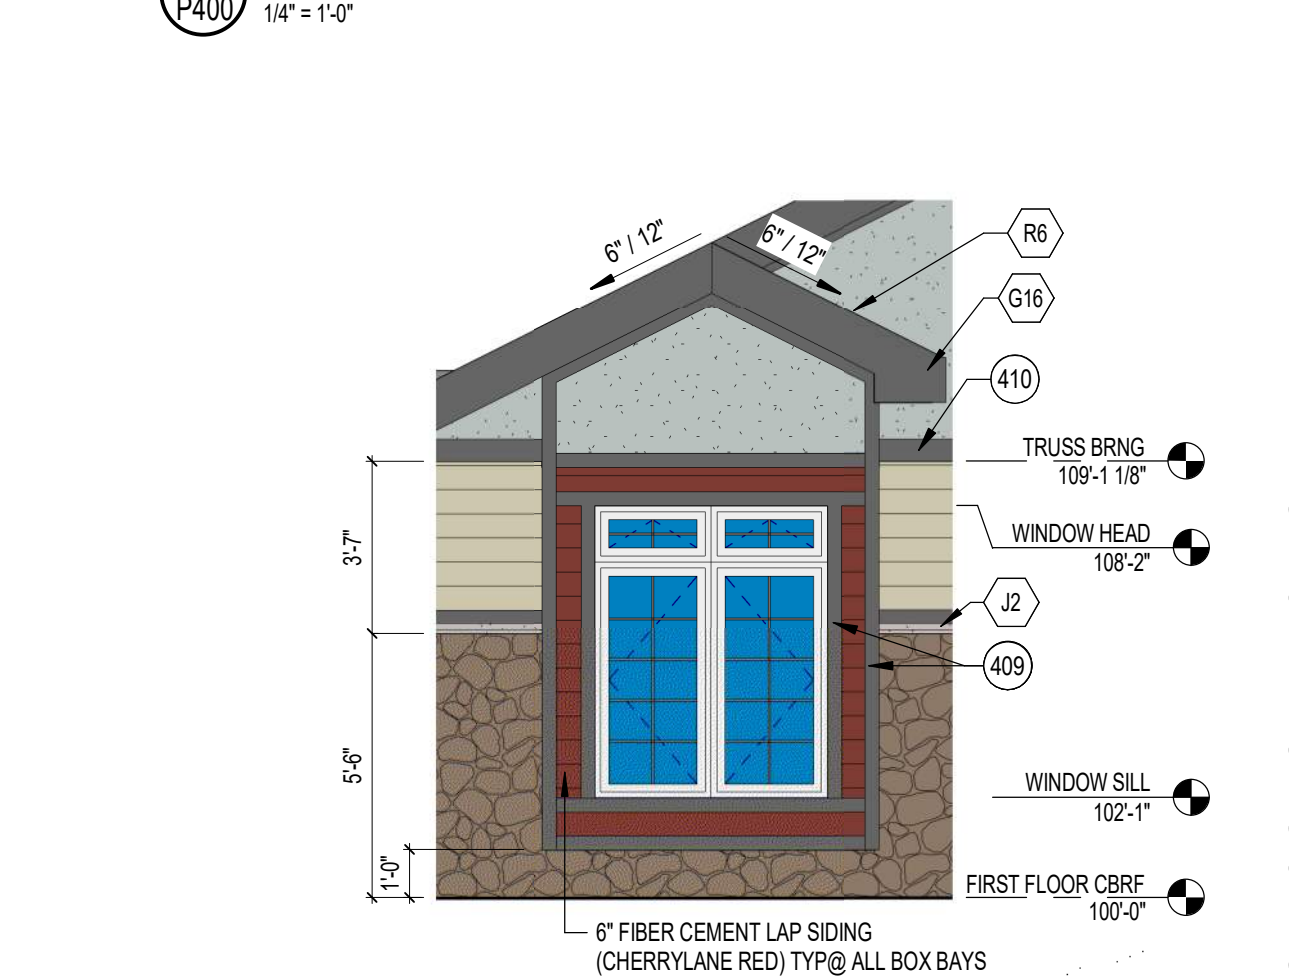 P400
1/4" = 1'-0"
6" / 12"
6" / 12"
R6
G16
410
TRUSS BRNG
109'-1 1/8"
3'-7"
WINDOW HEAD
108'-2"
J2
409
5'-6"
WINDOW SILL
102'-1"
1'-0"
FIRST FLOOR CBRF
100'-0"
6" FIBER CEMENT LAP SIDING
(CHERRYLANE RED) TYP@ ALL BOX BAYS